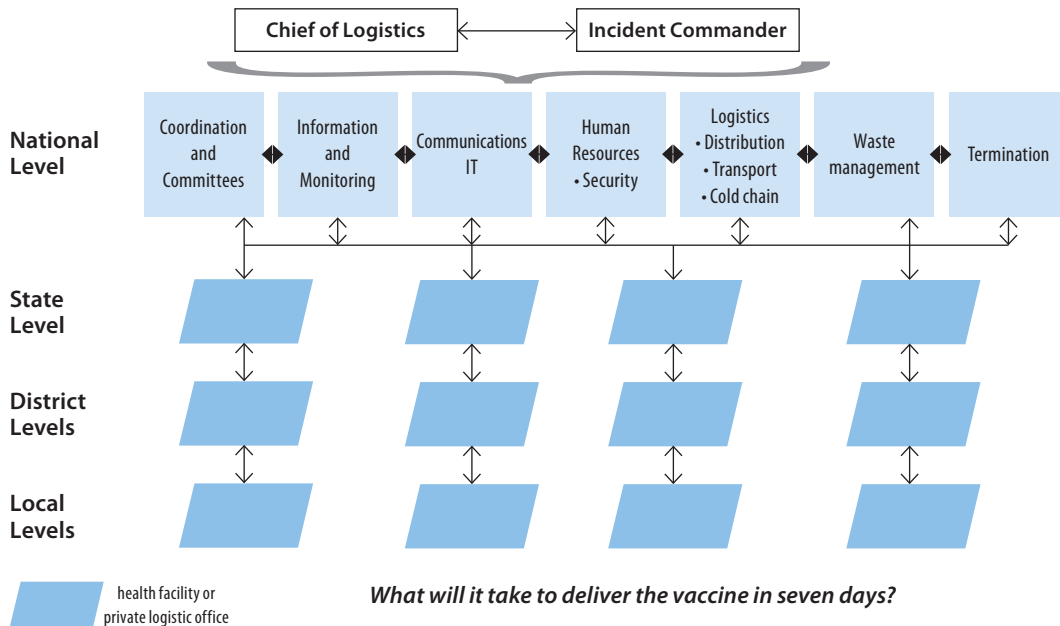 Chief of Logistics
Incident Commander
National
Level
Coordination
and
Committees
Information
and
Monitoring
Communications
IT
Human
Resources
• Security
Logistics
• Distribution
• Transport
• Cold chain
Waste
management
Termination
State
Level
District
Levels
Local
Levels
health facility or
private logistic office
What will it take to deliver the vaccine in seven days?